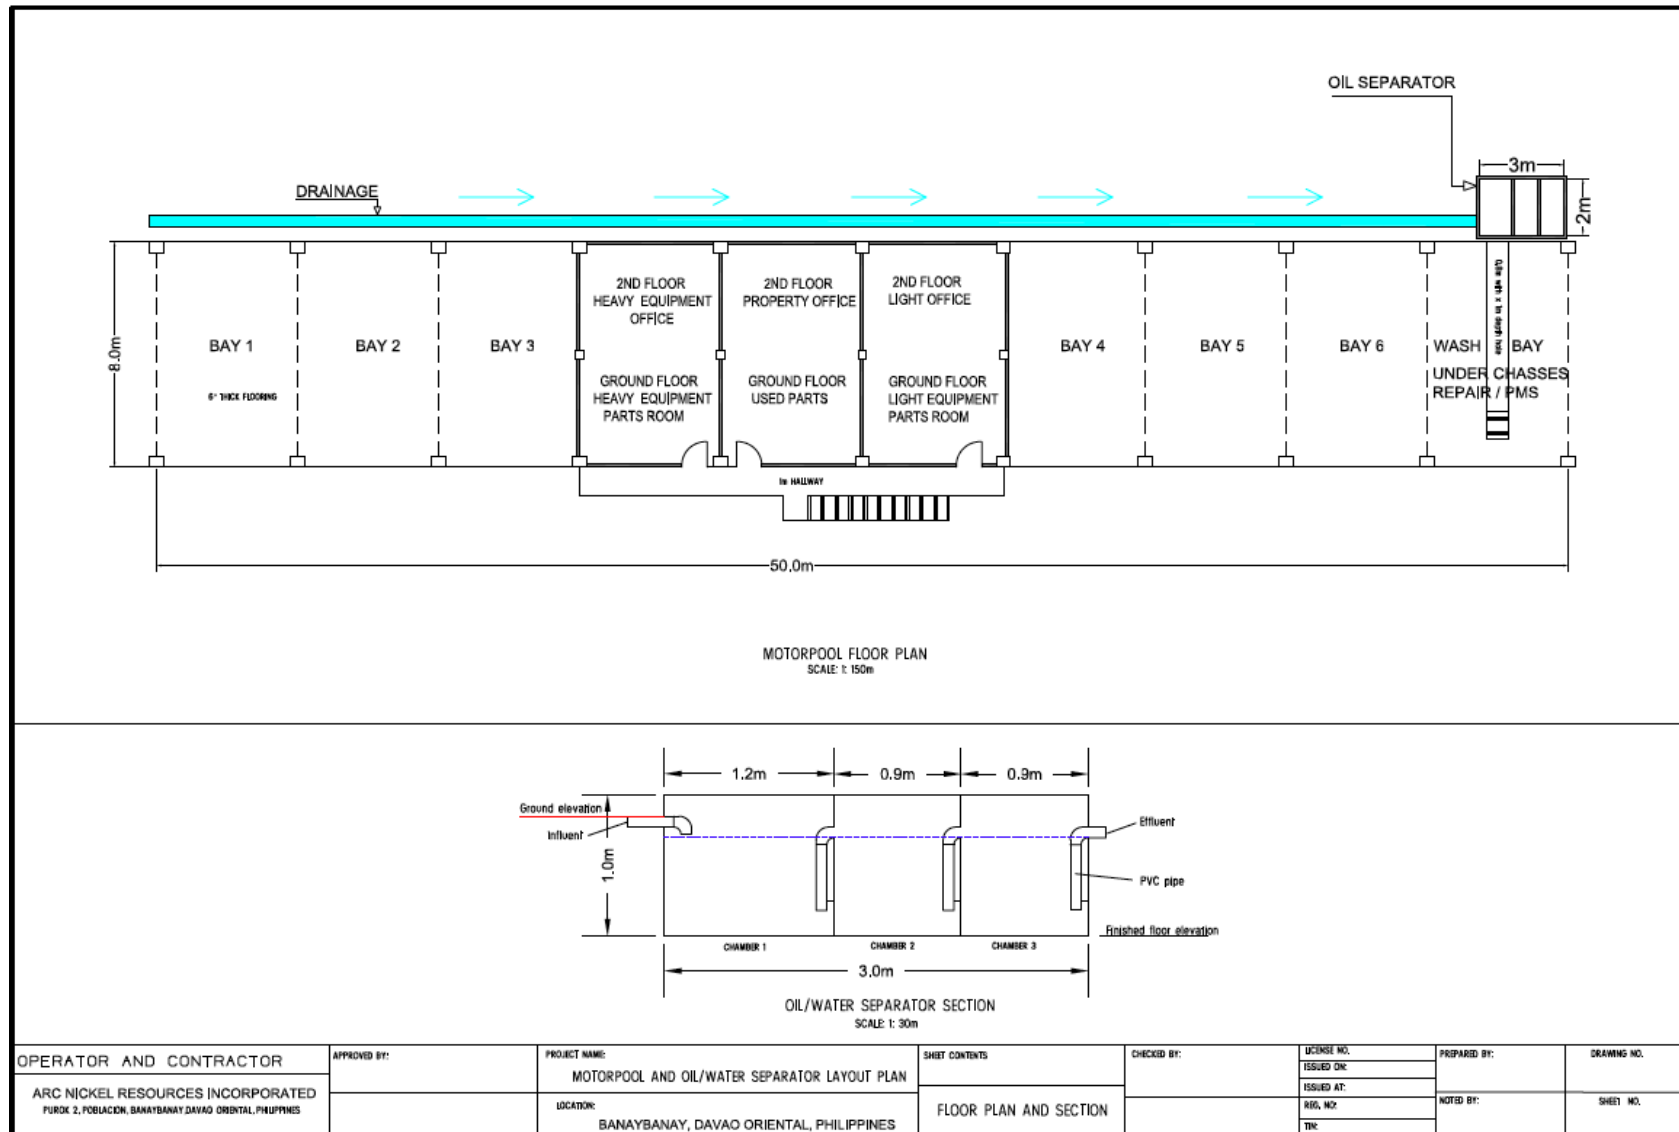 OIL SEPARATOR
3m
2m
DRAINAGE
8.0m
BAY 1
6" THICK FLOORING
BAY 2
BAY 3
2ND FLOOR
HEAVY EQUIPMENT
OFFICE
GROUND FLOOR
HEAVY EQUIPMENT
PARTS ROOM
2ND FLOOR
PROPERTY OFFICE
GROUND FLOOR
USED PARTS
2ND FLOOR
LIGHT OFFICE
GROUND FLOOR
LIGHT EQUIPMENT
PARTS ROOM
BAY 4
BAY 5
BAY 6
WASH BAY
UNDER CHASSES
REPAIR / PMS
x 1m depth hole
1m HALLWAY
50.0m
MOTORPOOL FLOOR PLAN
SCALE: 1: 150m
1.2m
0.9m
0.9m
Ground elevation
Influent
1.0m
Effluent
PVC pipe
Finished floor elevation
CHAMBER 1
CHAMBER 2
CHAMBER 3
3.0m
OIL/WATER SEPARATOR SECTION
SCALE: 1: 30m
OPERATOR AND CONTRACTOR
ARC NICKEL RESOURCES INCORPORATED
PUROK 2, POBLACION, BANAYBANAY,DAVAO ORIENTAL, PHILIPPINES
APPROVED BY:
PROJECT NAME:
MOTORPOOL AND OIL/WATER SEPARATOR LAYOUT PLAN
LOCATION:
BANAYBANAY, DAVAO ORIENTAL, PHILIPPINES
SHEET CONTENTS
FLOOR PLAN AND SECTION
CHECKED BY:
LICENSE NO.
ISSUED ON:
ISSUED AT:
REG. NO:
TIN:
PREPARED BY:
NOTED BY:
DRAWING NO.
SHEET NO.